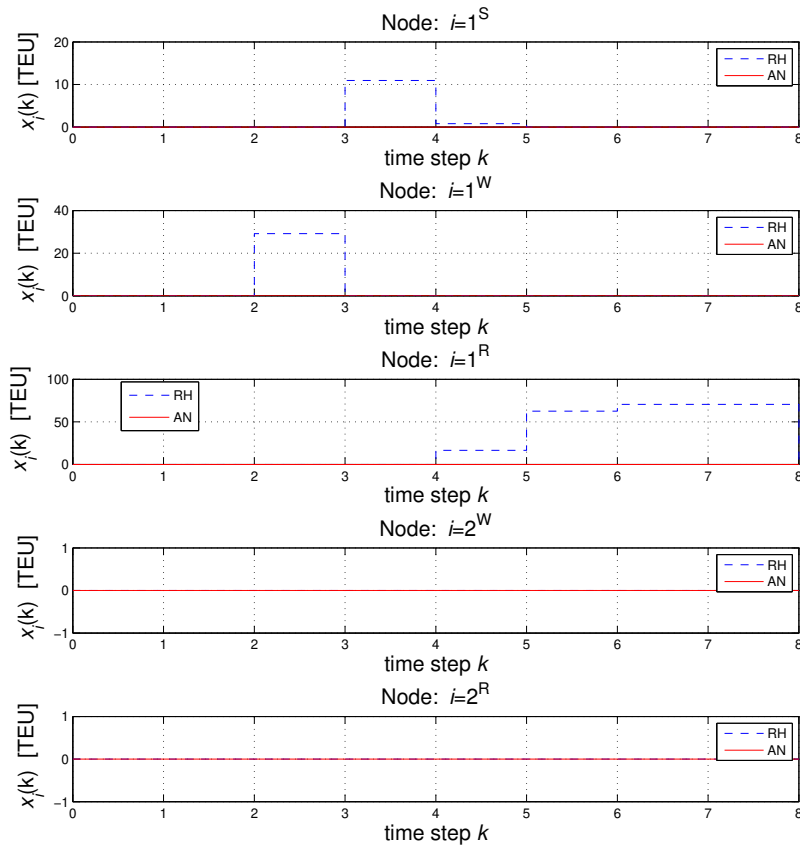 Node: i=1^S
x_i(k) [TEU]
20
10
0
RH
AN
0 1 2 3 4 5 6 7 8
time step k
Node: i=1^W
x_i(k) [TEU]
40
20
0
RH
AN
0 1 2 3 4 5 6 7 8
time step k
Node: i=1^R
x_i(k) [TEU]
100
50
0
RH
AN
0 1 2 3 4 5 6 7 8
time step k
Node: i=2^W
x_i(k) [TEU]
1
0
−1
RH
AN
0 1 2 3 4 5 6 7 8
time step k
Node: i=2^R
x_i(k) [TEU]
1
0
−1
RH
AN
0 1 2 3 4 5 6 7 8
time step k